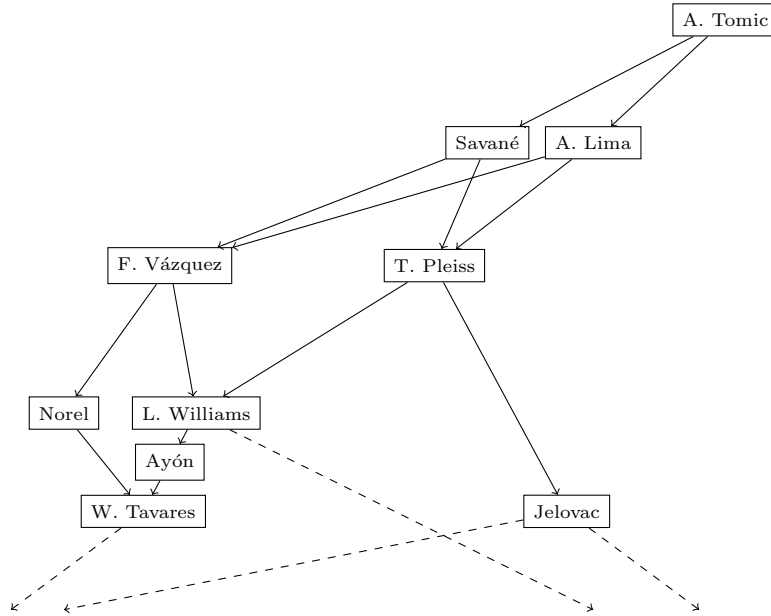 A. Tomic
Savané
A. Lima
F. Vázquez
T. Pleiss
Norel
L. Williams
Ayón
W. Tavares
Jelovac